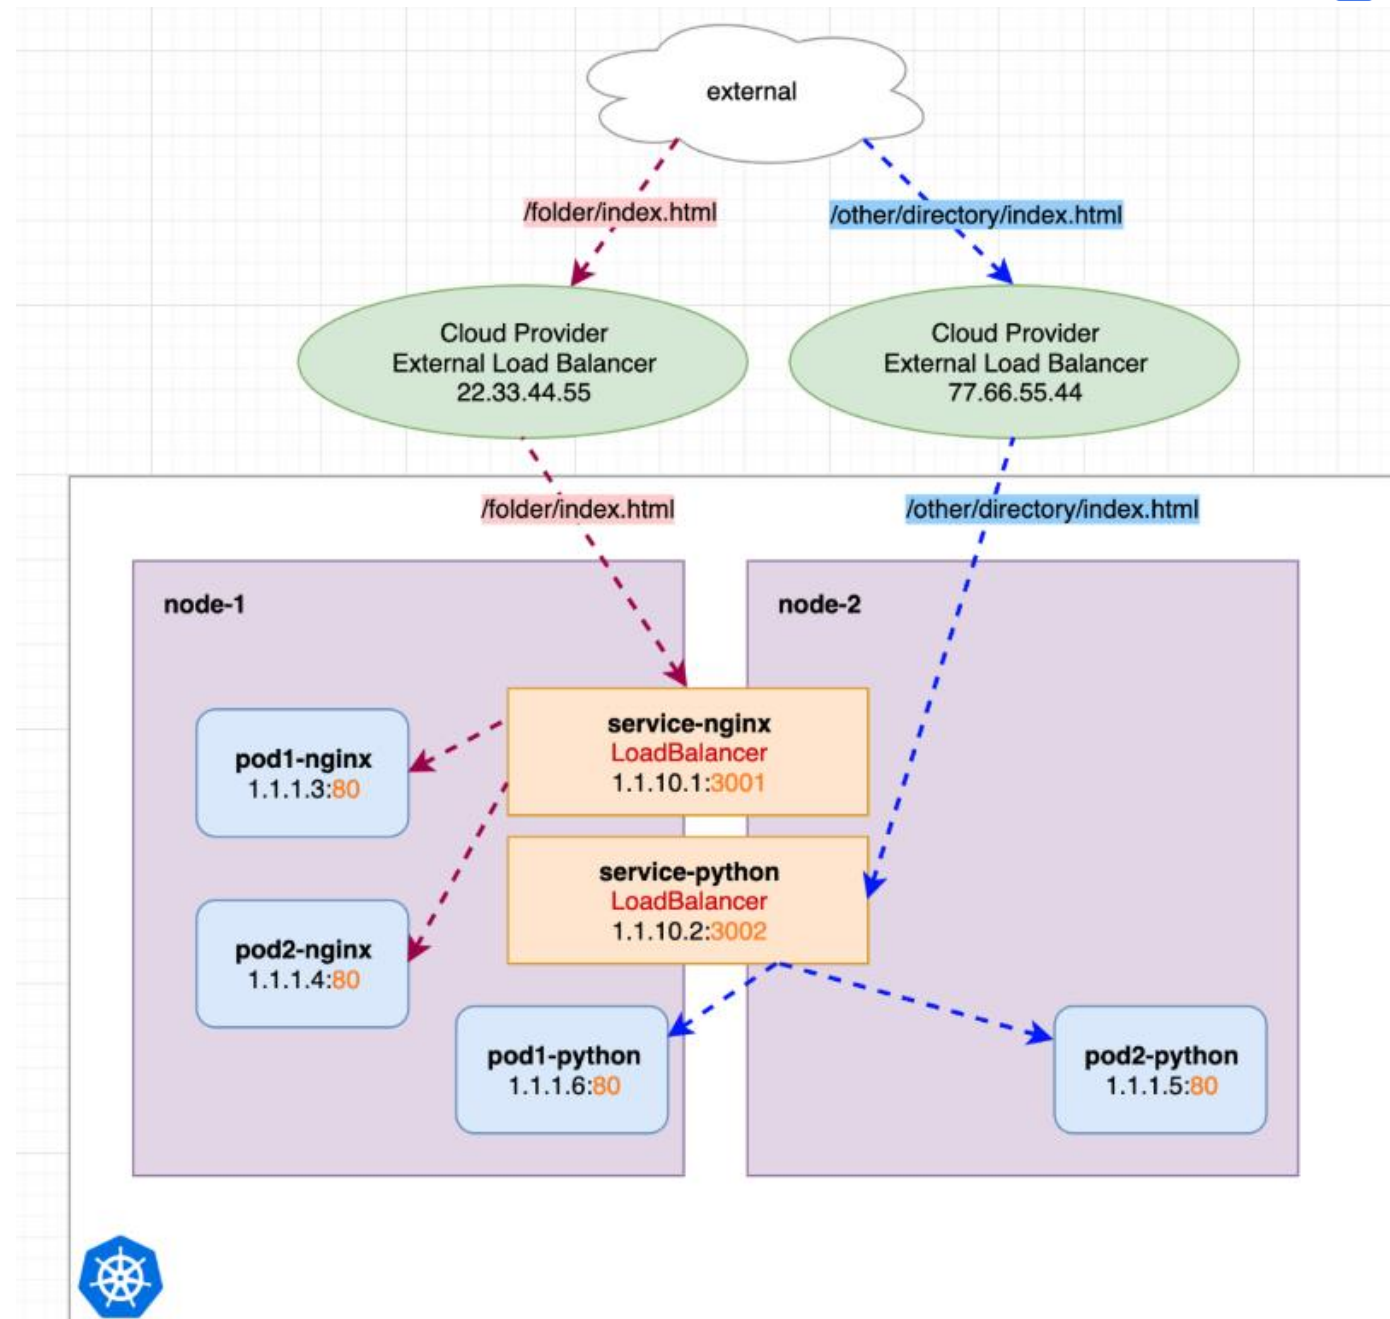 external
/folder/index.html
/other/directory/index.html
Cloud Provider
External Load Balancer
22.33.44.55
Cloud Provider
External Load Balancer
77.66.55.44
/folder/index.html
/other/directory/index.html
node-1
node-2
service-nginx
LoadBalancer
1.1.10.1:3001
pod1-nginx
1.1.1.3:80
service-python
LoadBalancer
1.1.10.2:3002
pod2-nginx
1.1.1.4:80
pod1-python
1.1.1.6:80
pod2-python
1.1.1.5:80